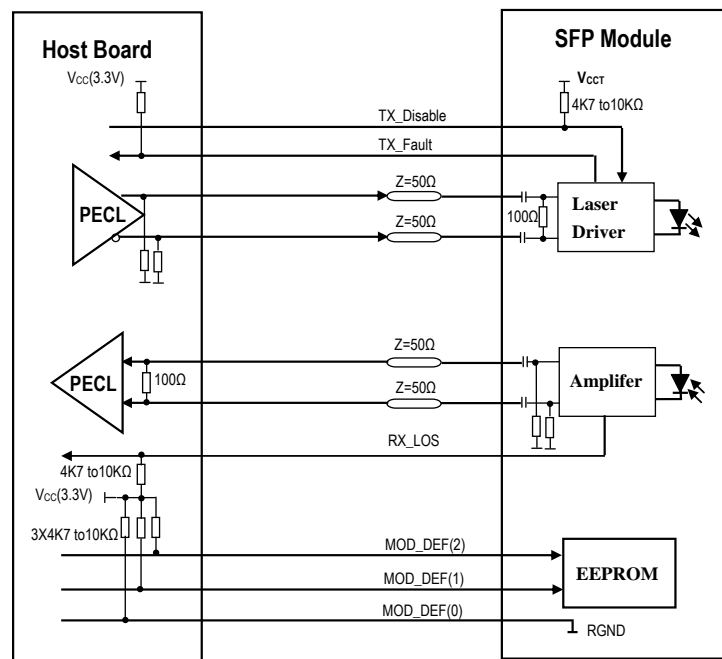 Host Board
SFP Module
VCC(3.3V)
VCCT
4K7 to10KΩ
TX_Disable
TX_Fault
Z=50Ω
PECL
Z=50Ω
100Ω
Laser
Driver
Z=50Ω
PECL
100Ω
Z=50Ω
Amplifer
RX_LOS
4K7 to10KΩ
VCC(3.3V)
3X4K7 to10KΩ
MOD_DEF(2)
EEPROM
MOD_DEF(1)
MOD_DEF(0)
RGND